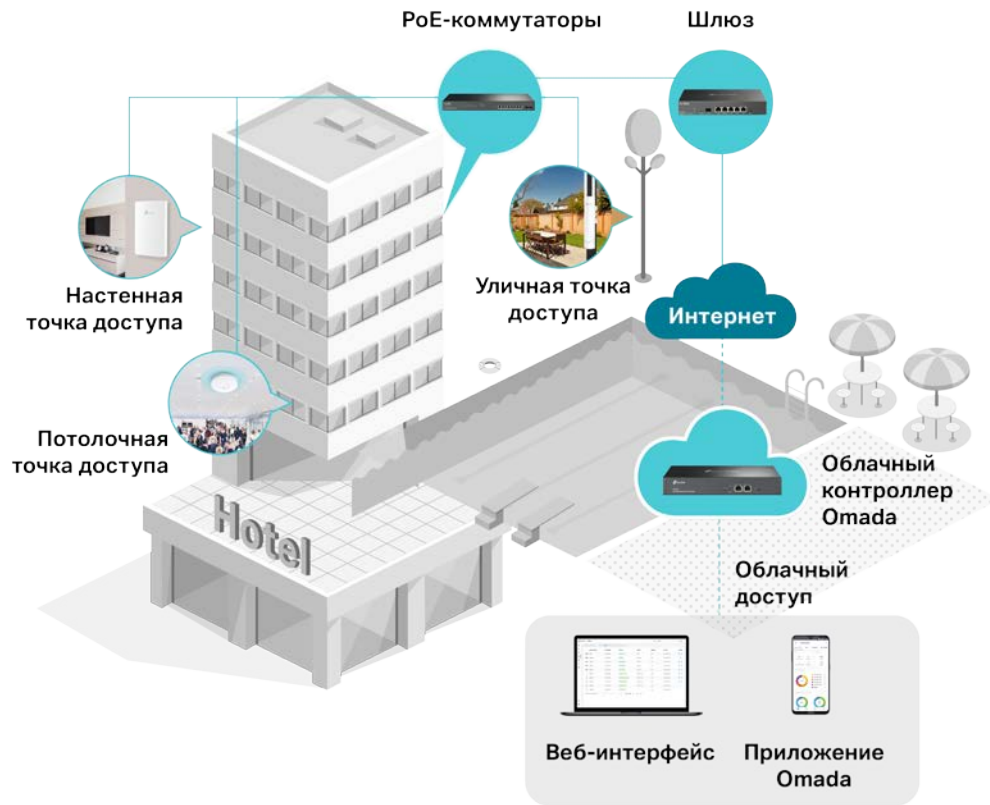 PoE-коммутаторы
Шлюз
Настенная
точка доступа
Уличная точка
доступа
Интернет
Потолочная
точка доступа
Облачный
контроллер
Omada
Hotel
Облачный
доступ
Веб-интерфейс
Приложение
Omada